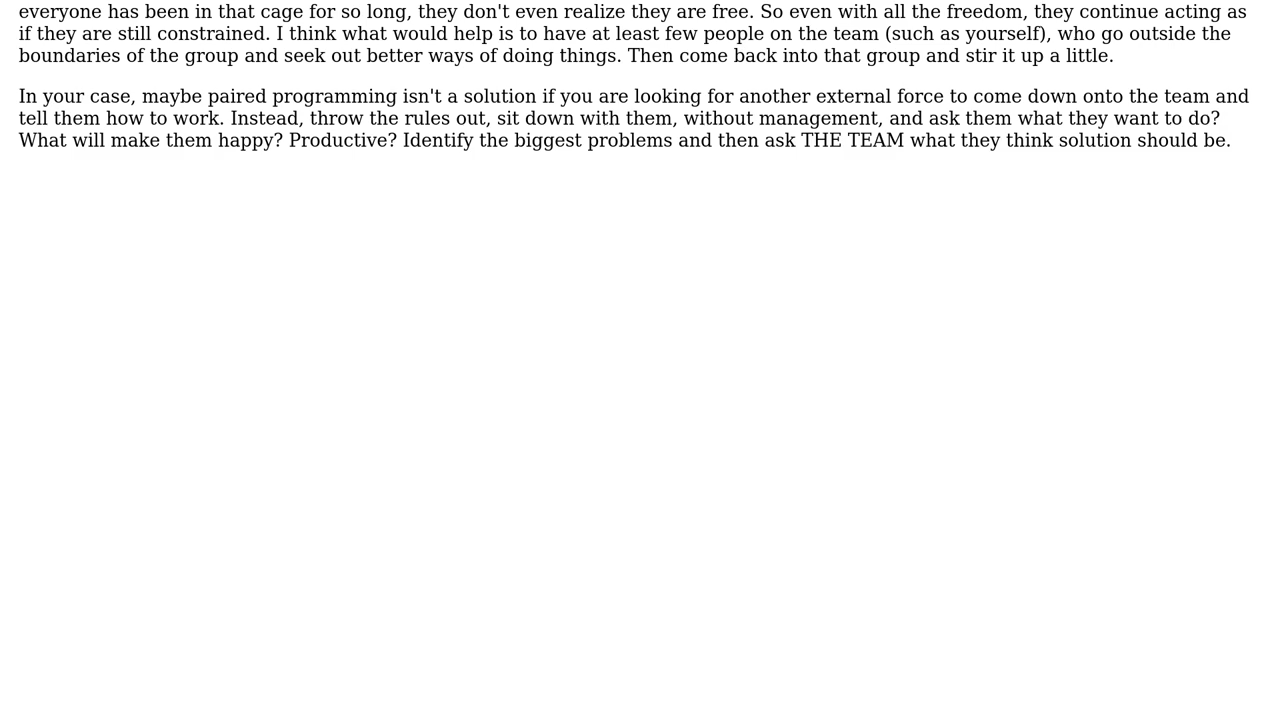 everyone has been in that cage for so long, they don't even realize they are free. So even with all the freedom, they continue acting as
if they are still constrained. I think what would help is to have at least few people on the team (such as yourself), who go outside the
boundaries of the group and seek out better ways of doing things. Then come back into that group and stir it up a little.
In your case, maybe paired programming isn't a solution if you are looking for another external force to come down onto the team and
tell them how to work. Instead, throw the rules out, sit down with them, without management, and ask them what they want to do?
What will make them happy? Productive? Identify the biggest problems and then ask THE TEAM what they think solution should be.